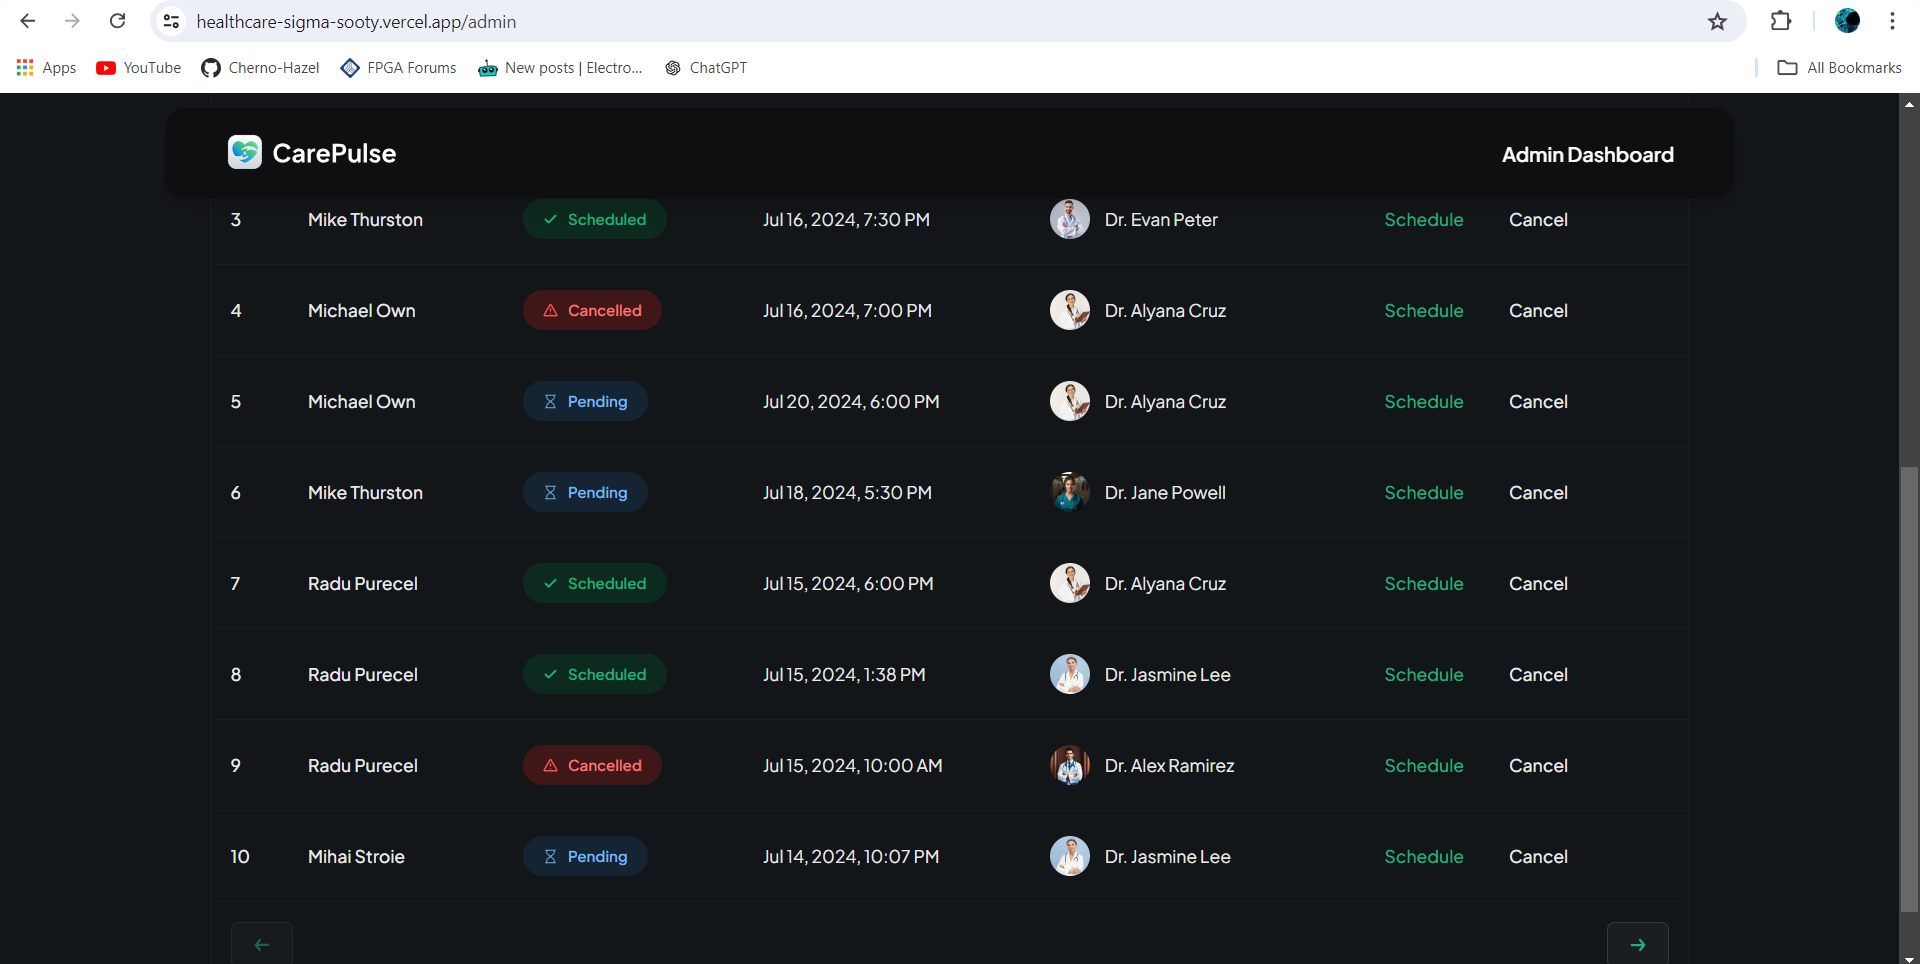 healthcare-sigma-sooty.vercel.app/admin
Apps YouTube Cherno-Hazel FPGA Forums New posts | Electro... ChatGPT All Bookmarks
CarePulse Admin Dashboard
3 Mike Thurston Scheduled Jul 16, 2024, 7:30 PM Dr. Evan Peter Schedule Cancel
4 Michael Own Cancelled Jul 16, 2024, 7:00 PM Dr. Alyana Cruz Schedule Cancel
5 Michael Own Pending Jul 20, 2024, 6:00 PM Dr. Alyana Cruz Schedule Cancel
6 Mike Thurston Pending Jul 18, 2024, 5:30 PM Dr. Jane Powell Schedule Cancel
7 Radu Purecel Scheduled Jul 15, 2024, 6:00 PM Dr. Alyana Cruz Schedule Cancel
8 Radu Purecel Scheduled Jul 15, 2024, 1:38 PM Dr. Jasmine Lee Schedule Cancel
9 Radu Purecel Cancelled Jul 15, 2024, 10:00 AM Dr. Alex Ramirez Schedule Cancel
10 Mihai Stroie Pending Jul 14, 2024, 10:07 PM Dr. Jasmine Lee Schedule Cancel